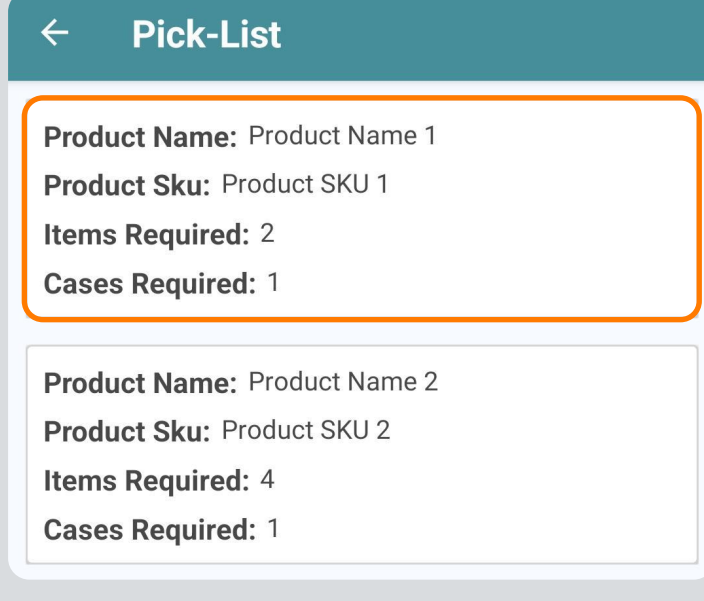 Pick-List
Product Name: Product Name 1
Product Sku: Product SKU 1
Items Required: 2
Cases Required: 1
Product Name: Product Name 2
Product Sku: Product SKU 2
Items Required: 4
Cases Required: 1